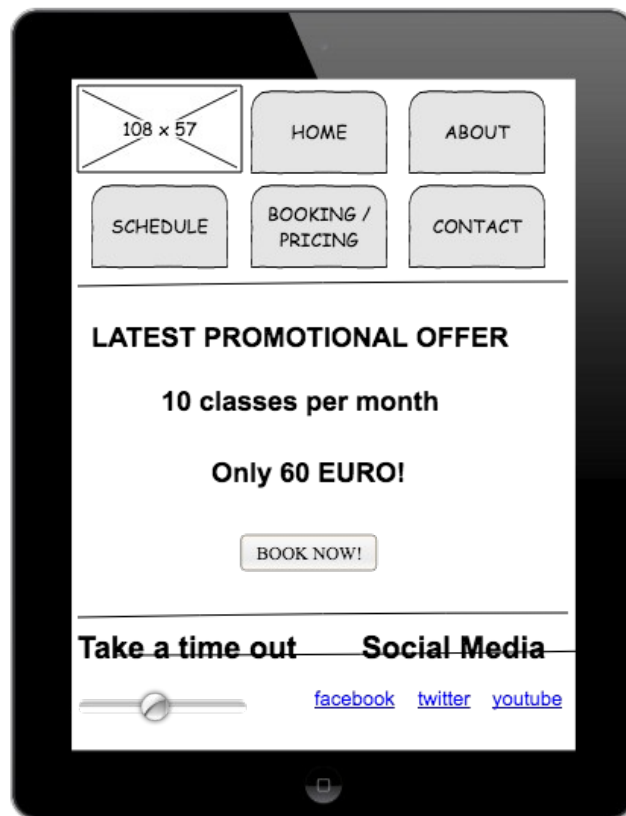 108 x 57
HOME
ABOUT
SCHEDULE
BOOKING /
PRICING
CONTACT
LATEST PROMOTIONAL OFFER
10 classes per month
Only 60 EURO!
BOOK NOW!
Take a time out
Social Media
facebook twitter youtube